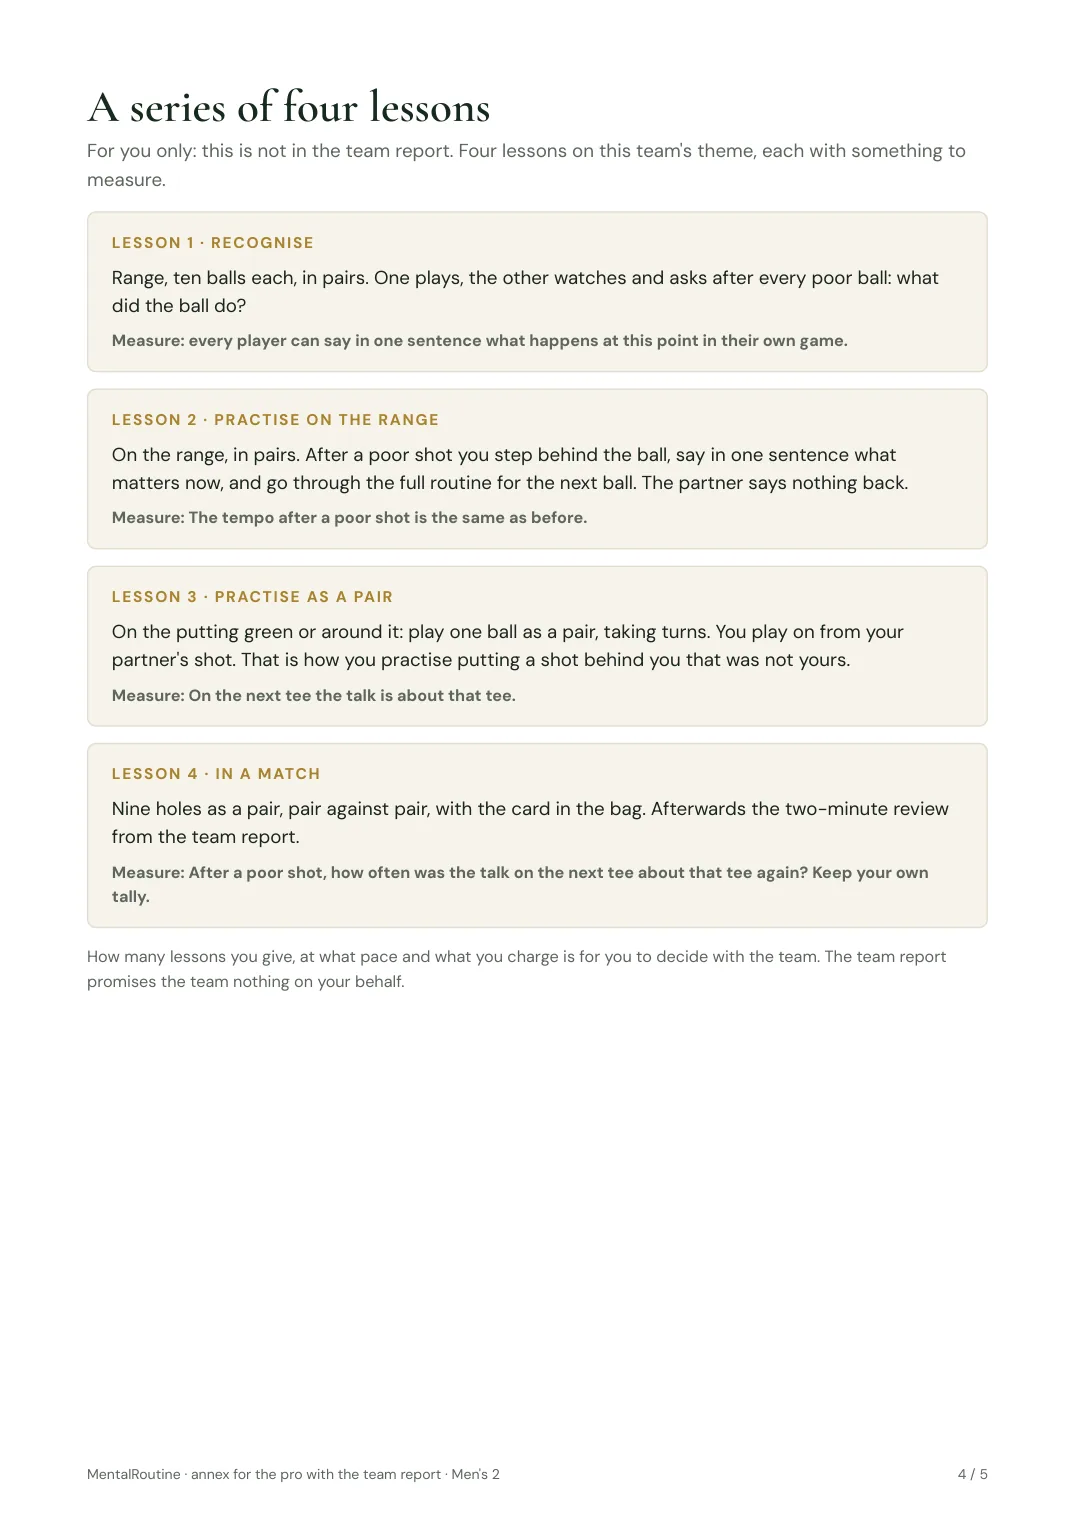 A series of four lessons
For you only: this is not in the team report. Four lessons on this team's theme, each with something to
measure.
LESSON 1 · RECOGNISE
Range, ten balls each, in pairs. One plays, the other watches and asks after every poor ball: what
did the ball do?
Measure: every player can say in one sentence what happens at this point in their own game.
LESSON 2 · PRACTISE ON THE RANGE
On the range, in pairs. After a poor shot you step behind the ball, say in one sentence what
matters now, and go through the full routine for the next ball. The partner says nothing back.
Measure: The tempo after a poor shot is the same as before.
LESSON 3 · PRACTISE AS A PAIR
On the putting green or around it: play one ball as a pair, taking turns. You play on from your
partner's shot. That is how you practise putting a shot behind you that was not yours.
Measure: On the next tee the talk is about that tee.
LESSON 4 · IN A MATCH
Nine holes as a pair, pair against pair, with the card in the bag. Afterwards the two-minute review
from the team report.
Measure: After a poor shot, how often was the talk on the next tee about that tee again? Keep your own
tally.
How many lessons you give, at what pace and what you charge is for you to decide with the team. The team report
promises the team nothing on your behalf.
MentalRoutine · annex for the pro with the team report · Men's 2
4 / 5